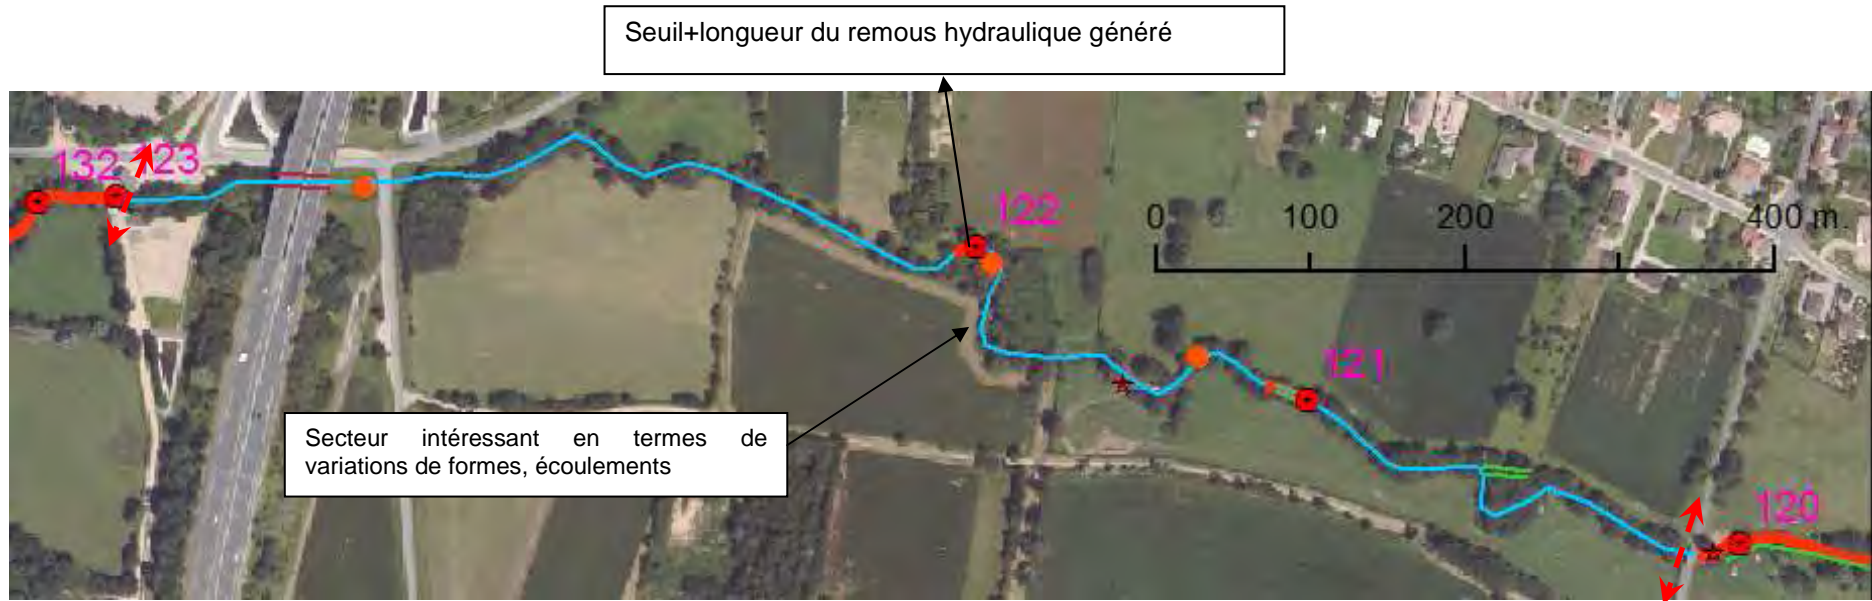 Seuil+longueur du remous hydraulique généré
132 123
122
0 100 200 400 m.
121
Secteur intéressant en termes de
variations de formes, écoulements
120